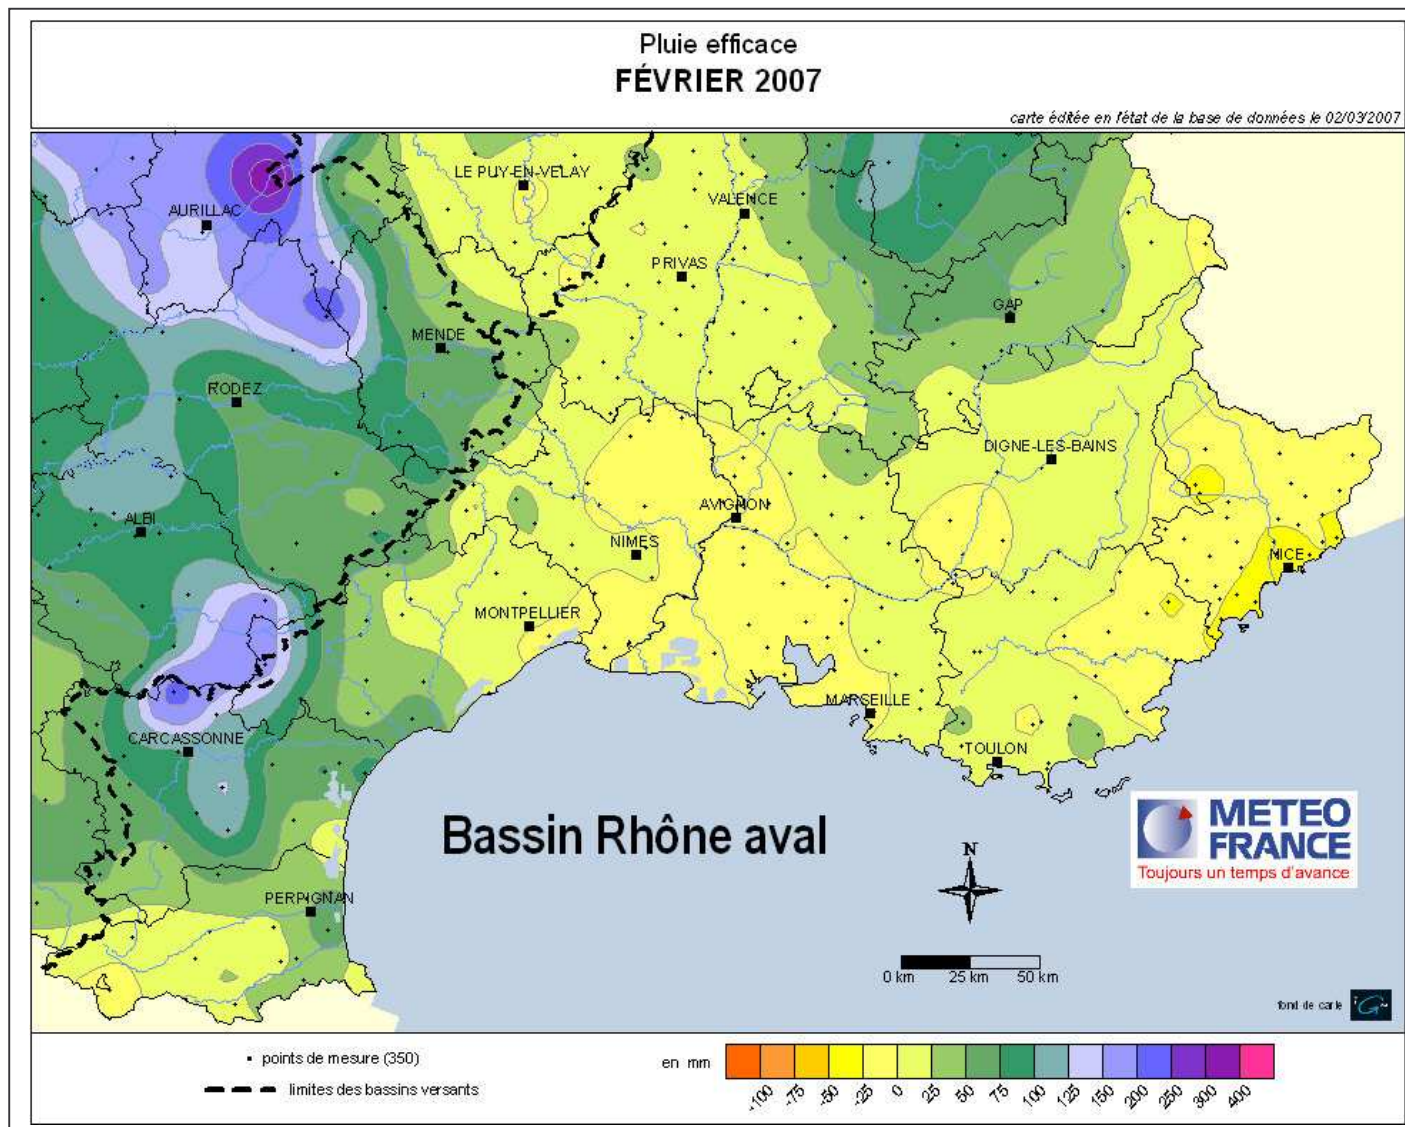 Pluie efficace
FÉVRIER 2007
carte éditée en l'état de la base de données le 02/03/2007
LE PUY-EN-VELAY
VALENCE
AURILLAC
PRIVAS
GAP
MENDE
RODEZ
DIGNE-LES-BAINS
AVIGNON
ALBI
NIMES
NICE
MONTPELLIER
MARSEILLE
CARCASSONNE
TOULON
METEO
FRANCE
Toujours un temps d'avance
Bassin Rhône aval
N
PERPIGNAN
0 km 25 km 50 km
fond de carte
points de mesure (350)
limites des bassins versants
en mm
-100 -75 -50 -25 0 25 50 75 100 125 150 200 250 300 400